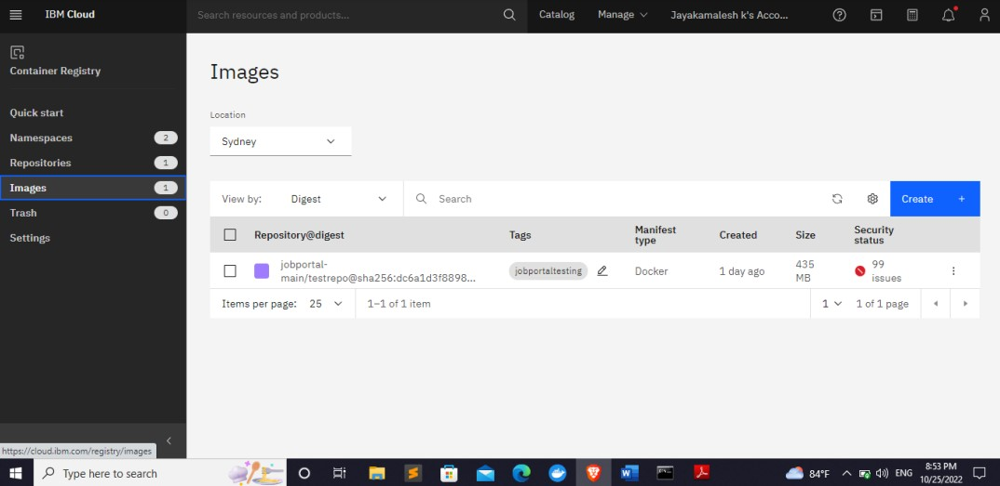 IBM Cloud
Search resources and products...
Catalog
Manage
Jayakamalesh k's Acco...
Container Registry
Quick start
Namespaces 2
Repositories 1
Images 1
Trash 0
Settings
https://cloud.ibm.com/registry/images
Images
Location
Sydney
View by: Digest
Search
Create +
Repository@digest
Tags
Manifest
type
Created
Size
Security
status
jobportal-
main/testrepo@sha256:dc6a1d3f8898...
jobportaltesting
Docker
1 day ago
435
MB
99
issues
Items per page: 25
1–1 of 1 item
1
1 of 1 page
Type here to search
84°F
ENG
8:53 PM
10/25/2022